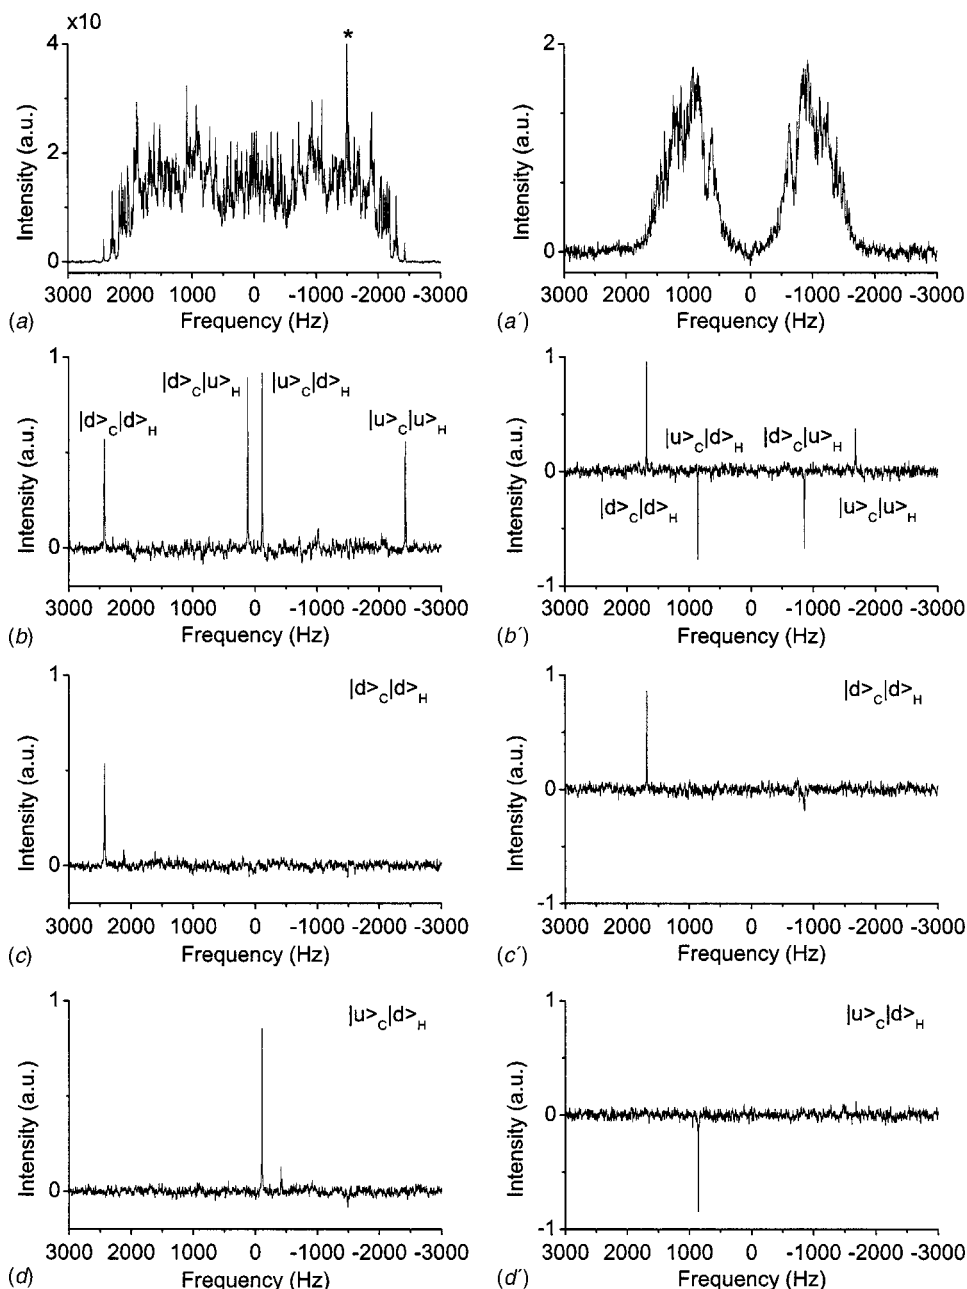 x10
*
4
2
0
Intensity (a.u.)
3000 2000 1000 0 -1000 -2000 -3000
Frequency (Hz)
(a)
2
1
0
Intensity (a.u.)
3000 2000 1000 0 -1000 -2000 -3000
Frequency (Hz)
(a´)
1
0
Intensity (a.u.)
|d>C|d>H
|d>C|u>H
|u>C|d>H
|u>C|u>H
3000 2000 1000 0 -1000 -2000 -3000
Frequency (Hz)
(b)
1
0
-1
Intensity (a.u.)
|u>C|d>H
|d>C|u>H
|d>C|d>H
|u>C|u>H
3000 2000 1000 0 -1000 -2000 -3000
Frequency (Hz)
(b´)
1
0
Intensity (a.u.)
|d>C|d>H
3000 2000 1000 0 -1000 -2000 -3000
Frequency (Hz)
(c)
1
0
-1
Intensity (a.u.)
|d>C|d>H
3000 2000 1000 0 -1000 -2000 -3000
Frequency (Hz)
(c´)
1
0
Intensity (a.u.)
|u>C|d>H
3000 2000 1000 0 -1000 -2000 -3000
Frequency (Hz)
(d)
1
0
-1
Intensity (a.u.)
|u>C|d>H
3000 2000 1000 0 -1000 -2000 -3000
Frequency (Hz)
(d´)